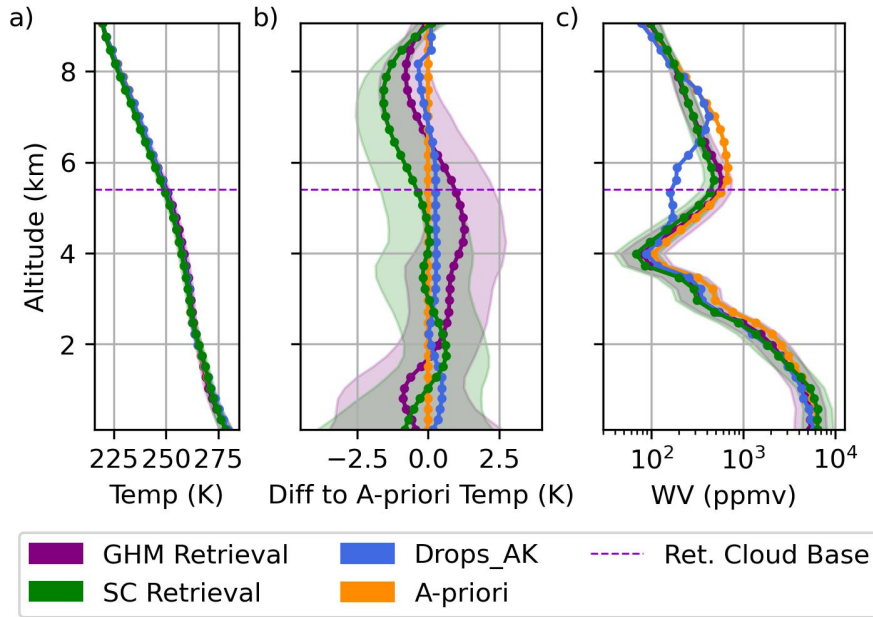 a)
b)
c)
8
6
4
2
Altitude (km)
225 250 275
−2.5 0.0 2.5
10² 10³ 10⁴
Temp (K)
Diff to A-priori Temp (K)
WV (ppmv)
GHM Retrieval
Drops_AK
Ret. Cloud Base
SC Retrieval
A-priori